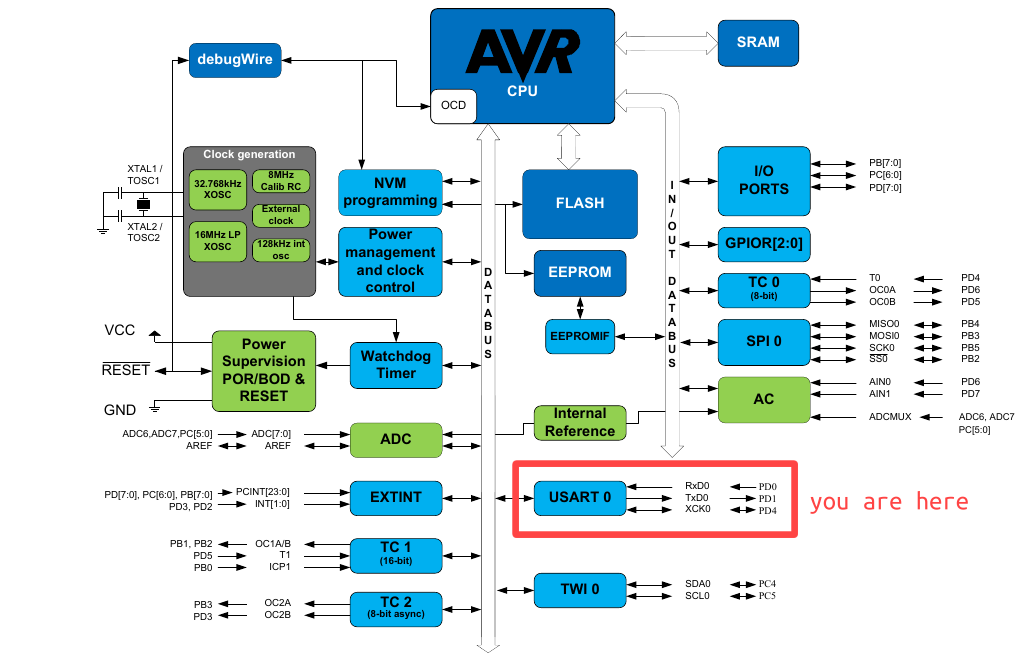 AVR
CPU
OCD
SRAM
debugWire
Clock generation
XTAL1 /
TOSC1
XTAL2 /
TOSC2
32.768kHz
XOSC
8MHz
Calib RC
External
clock
16MHz LP
XOSC
128kHz int
osc
NVM
programming
Power
management
and clock
control
FLASH
EEPROM
EEPROMIF
DATABUS
IN/OUT DATABUS
I/O
PORTS
PB[7:0]
PC[6:0]
PD[7:0]
GPIOR[2:0]
TC 0
(8-bit)
T0 PD4
OC0A PD6
OC0B PD5
SPI 0
MISO0 PB4
MOSI0 PB3
SCK0 PB5
SS0 PB2
AC
AIN0 PD6
AIN1 PD7
ADCMUX ADC6, ADC7
PC[5:0]
VCC
RESET
GND
Power
Supervision
POR/BOD &
RESET
Watchdog
Timer
Internal
Reference
ADC6,ADC7,PC[5:0] ADC[7:0]
AREF AREF
ADC
PD[7:0], PC[6:0], PB[7:0] PCINT[23:0]
PD3, PD2 INT[1:0]
EXTINT
USART 0
RxD0 PD0
TxD0 PD1
XCK0 PD4
you are here
PB1, PB2 OC1A/B
PD5 T1
PB0 ICP1
TC 1
(16-bit)
PB3 OC2A
PD3 OC2B
TC 2
(8-bit async)
TWI 0
SDA0 PC4
SCL0 PC5